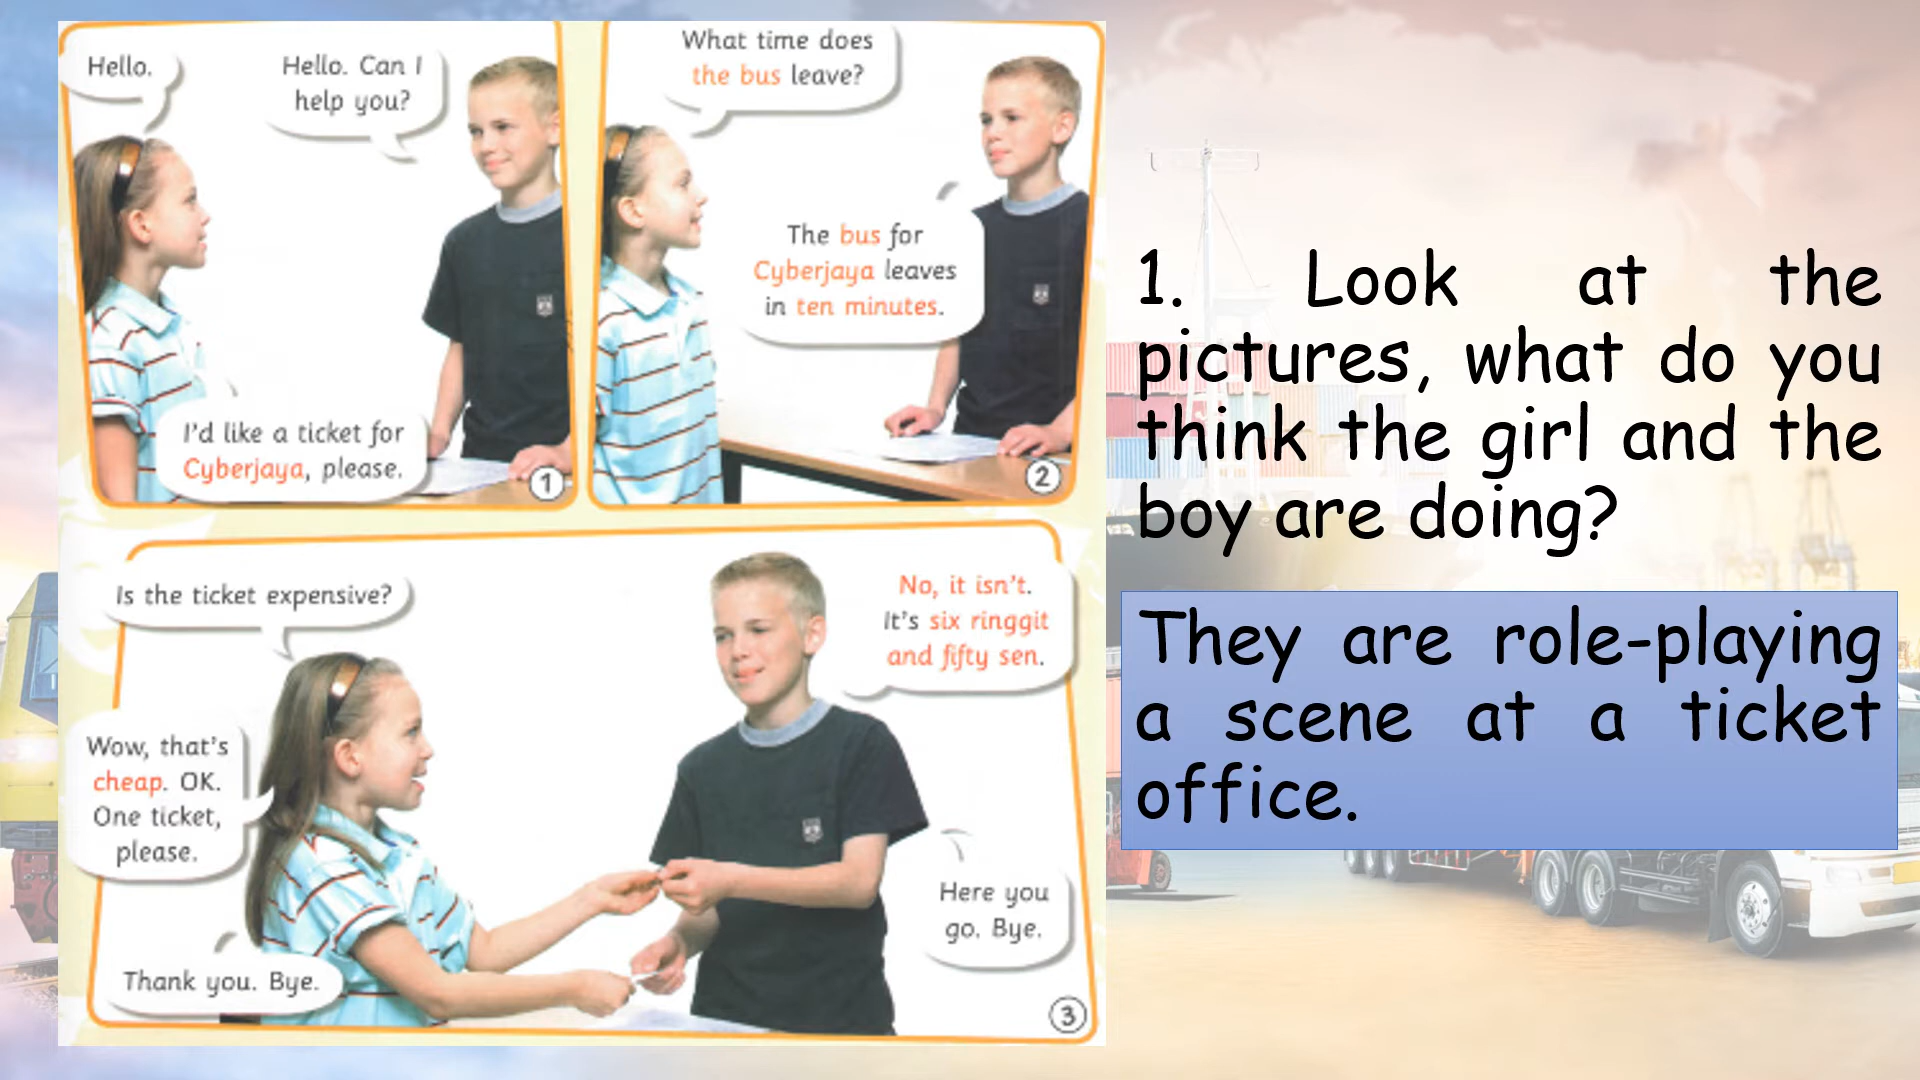 Hello.
Hello. Can I
help you?
I'd like a ticket for
Cyberjaya, please.
1
What time does
the bus leave?
The bus for
Cyberjaya leaves
in ten minutes.
2
Is the ticket expensive?
No, it isn't.
It's six ringgit
and fifty sen.
Wow, that's
cheap. OK.
One ticket,
please.
Here you
go. Bye.
Thank you. Bye.
3
1. Look at the
pictures, what do you
think the girl and the
boy are doing?
They are role-playing
a scene at a ticket
office.